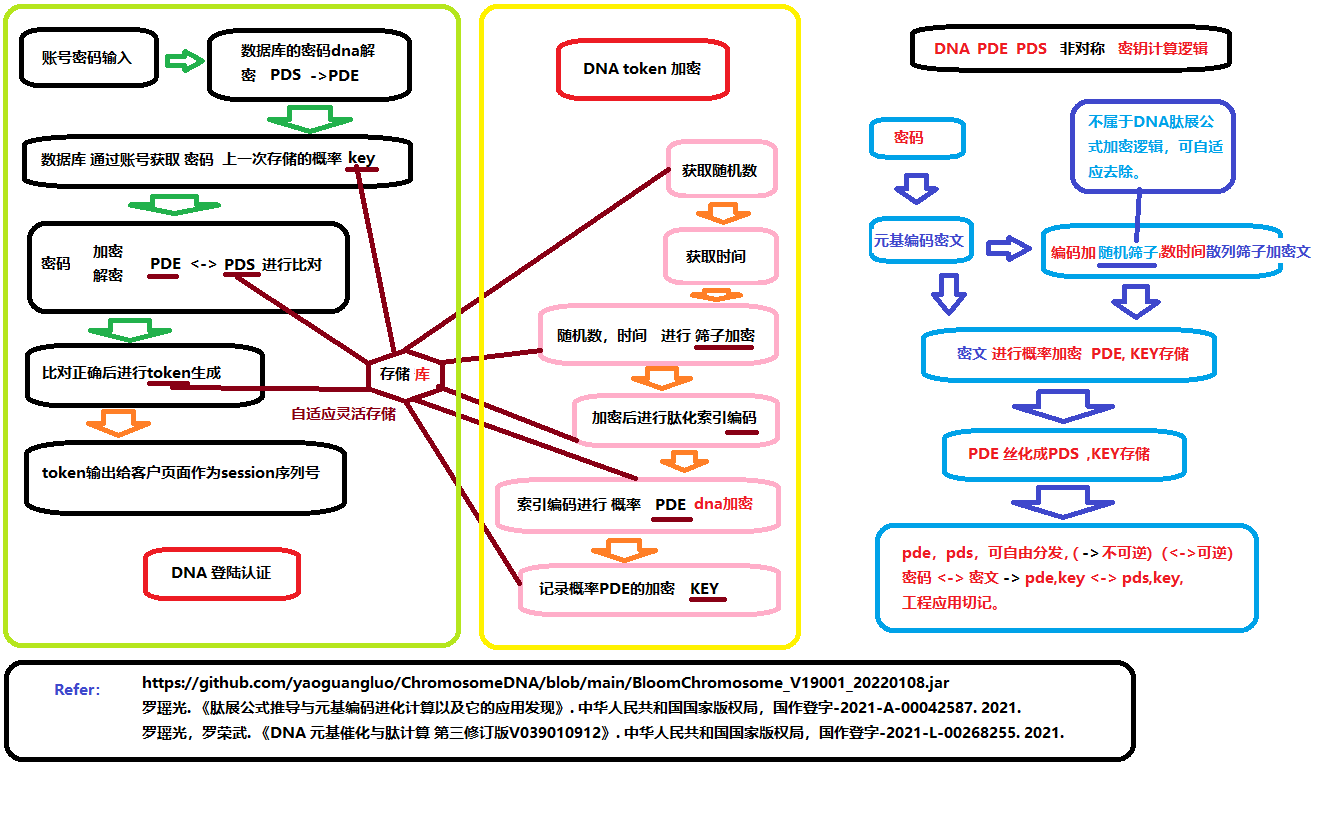 账号密码输入
数据库的密码dna解
密 PDS ->PDE
数据库 通过账号获取 密码 上一次存储的概率 key
密码
加密
解密
PDE <-> PDS 进行比对
比对正确后进行token生成
token输出给客户页面作为session序列号
DNA 登陆认证
存储 库
自适应灵活存储
DNA token 加密
获取随机数
获取时间
随机数，时间 进行 筛子加密
加密后进行肽化索引编码
索引编码进行 概率 PDE dna加密
记录概率PDE的加密 KEY
DNA PDE PDS 非对称 密钥计算逻辑
密码
不属于DNA肽展公
式加密逻辑，可自适
应去除。
元基编码密文
编码加 随机筛子,数时间散列筛子加密文
密文 进行概率加密 PDE, KEY存储
PDE 丝化成PDS ,KEY存储
pde，pds，可自由分发，( ->不可逆) (<->可逆)
密码 <-> 密文 -> pde,key <-> pds,key,
工程应用切记。
Refer：
https://github.com/yaoguangluo/ChromosomeDNA/blob/main/BloomChromosome_V19001_20220108.jar
罗瑶光. 《肽展公式推导与元基编码进化计算以及它的应用发现》. 中华人民共和国国家版权局，国作登字-2021-A-00042587. 2021.
罗瑶光，罗荣武. 《DNA 元基催化与肽计算 第三修订版V039010912》. 中华人民共和国国家版权局，国作登字-2021-L-00268255. 2021.